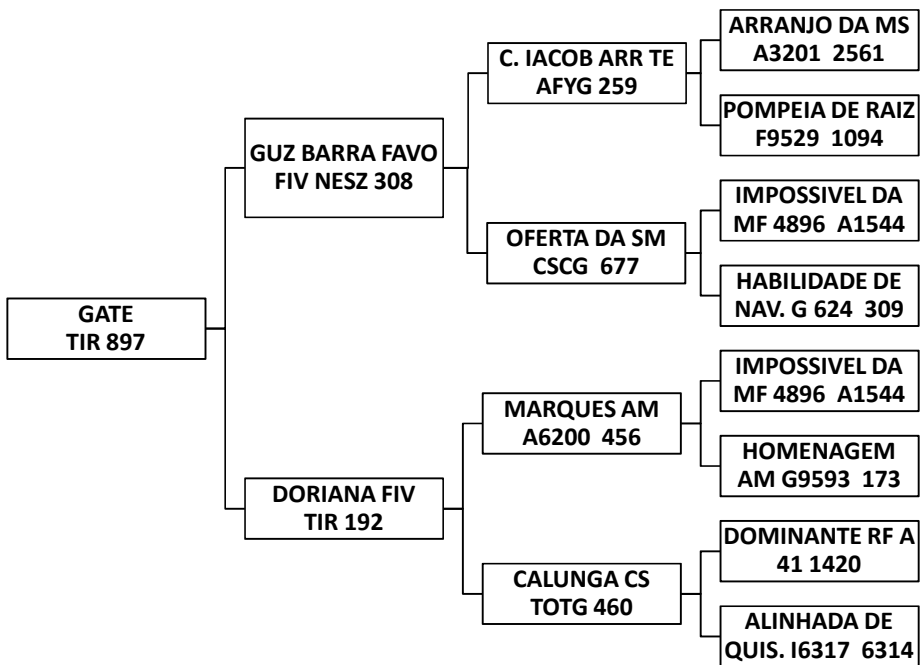 GATE
TIR 897
GUZ BARRA FAVO
FIV NESZ 308
DORIANA FIV
TIR 192
C. IACOB ARR TE
AFYG 259
OFERTA DA SM
CSCG 677
MARQUES AM
A6200 456
CALUNGA CS
TOTG 460
ARRANJO DA MS
A3201 2561
POMPEIA DE RAIZ
F9529 1094
IMPOSSIVEL DA
MF 4896 A1544
HABILIDADE DE
NAV. G 624 309
IMPOSSIVEL DA
MF 4896 A1544
HOMENAGEM
AM G9593 173
DOMINANTE RF A
41 1420
ALINHADA DE
QUIS. I6317 6314